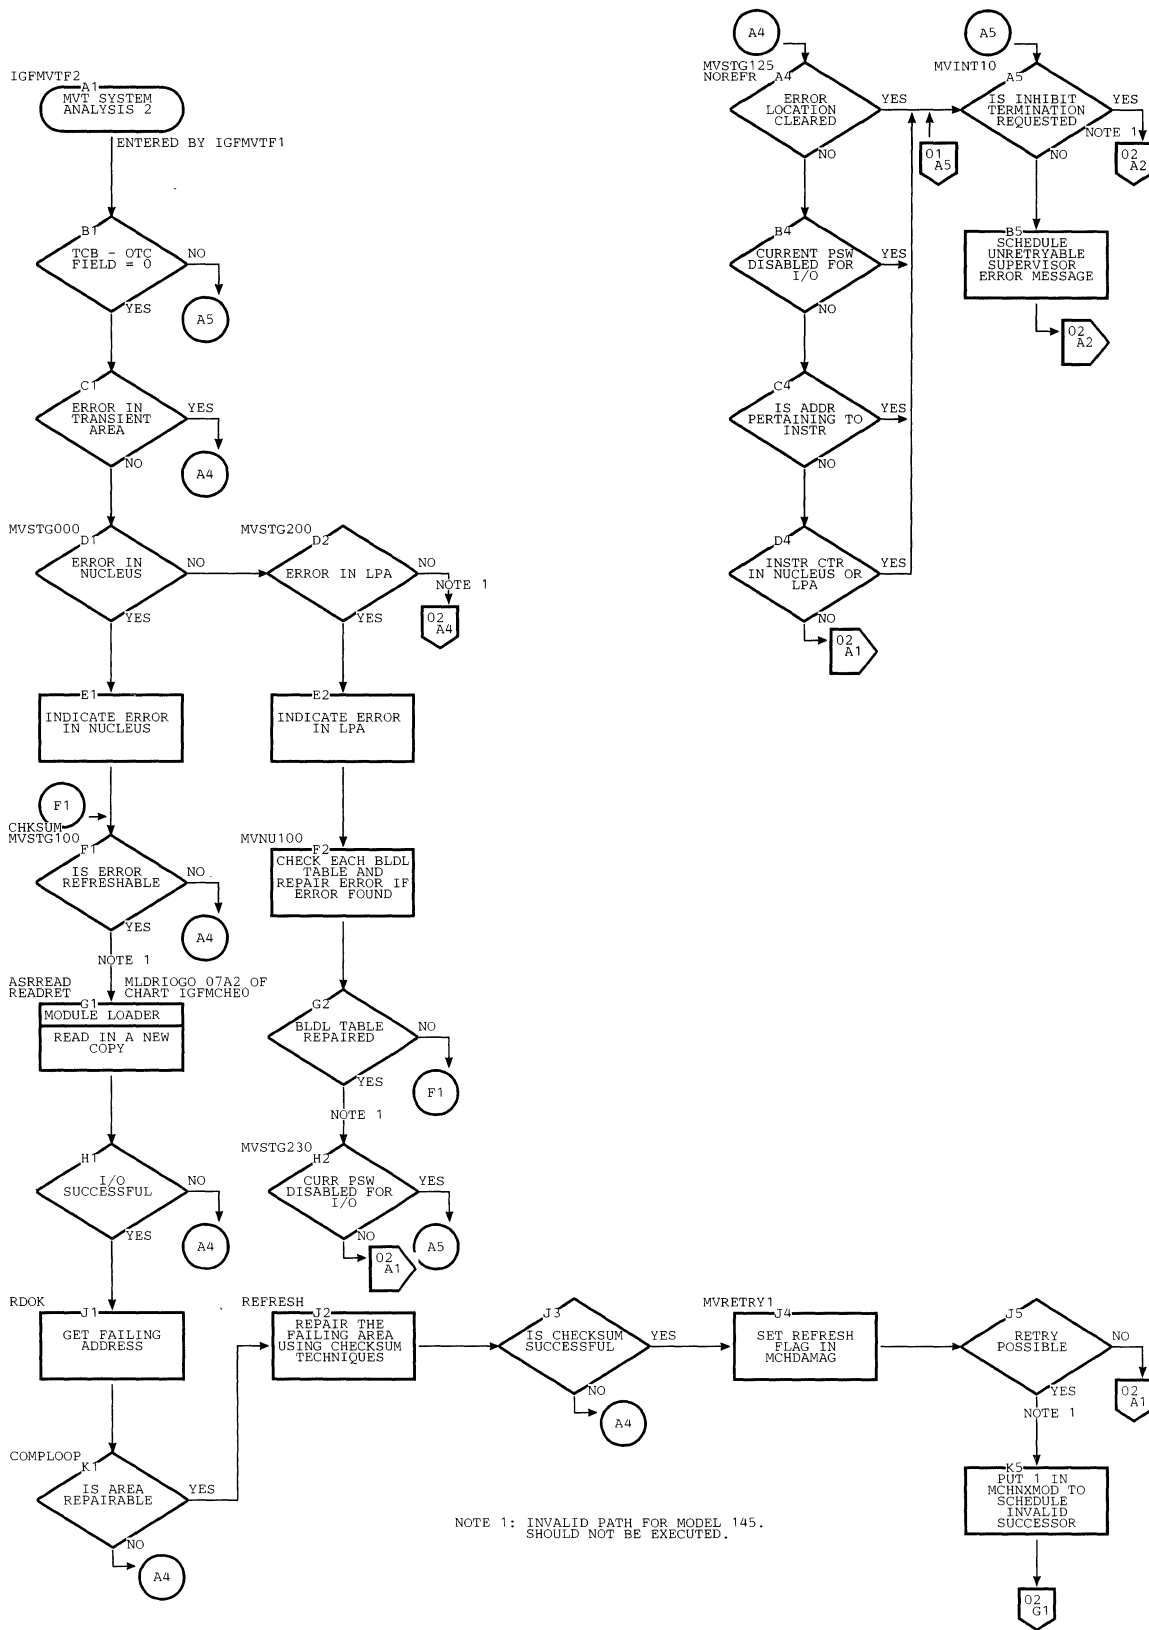 IGFMVTF2
A1
MVT SYSTEM
ANALYSIS 2
ENTERED BY IGFMVTF1
B1
TCB - OTC
FIELD = 0
NO
YES
A5
C1
ERROR IN
TRANSIENT
AREA
YES
NO
A4
MVSTG000
D1
ERROR IN
NUCLEUS
NO
YES
MVSTG200
D2
ERROR IN LPA
NO
NOTE 1
YES
02
A4
E1
INDICATE ERROR
IN NUCLEUS
E2
INDICATE ERROR
IN LPA
F1
CHKSUM
MVSTG100
F1
IS ERROR
REFRESHABLE
NO
YES
A4
NOTE 1
MVNU100
F2
CHECK EACH BLDL
TABLE AND
REPAIR ERROR IF
ERROR FOUND
ASRREAD
READRET
MLDRIOGO 07A2 OF
CHART IGFMCHE0
G1
MODULE LOADER
READ IN A NEW
COPY
G2
BLDL TABLE
REPAIRED
NO
YES
F1
NOTE 1
H1
I/O
SUCCESSFUL
NO
YES
A4
MVSTG230
H2
CURR PSW
DISABLED FOR
I/O
YES
NO
A5
02
A1
RDOK
J1
GET FAILING
ADDRESS
REFRESH
J2
REPAIR THE
FAILING AREA
USING CHECKSUM
TECHNIQUES
J3
IS CHECKSUM
SUCCESSFUL
YES
NO
A4
MVRETRY1
J4
SET REFRESH
FLAG IN
MCHDAMAG
J5
RETRY
POSSIBLE
NO
YES
02
A1
NOTE 1
COMPLOOP
K1
IS AREA
REPAIRABLE
YES
NO
A4
K5
PUT 1 IN
MCHNXMOD TO
SCHEDULE
INVALID
SUCCESSOR
02
G1
NOTE 1: INVALID PATH FOR MODEL 145.
SHOULD NOT BE EXECUTED.
A4
MVSTG125
NOREFR
A4
ERROR
LOCATION
CLEARED
YES
NO
01
A5
A5
MVINT10
A5
IS INHIBIT
TERMINATION
REQUESTED
YES
NOTE 1
NO
02
A2
B4
CURRENT PSW
DISABLED FOR
I/O
YES
NO
B5
SCHEDULE
UNRETRYABLE
SUPERVISOR
ERROR MESSAGE
02
A2
C4
IS ADDR
PERTAINING TO
INSTR
YES
NO
D4
INSTR CTR
IN NUCLEUS OR
LPA
YES
NO
02
A1